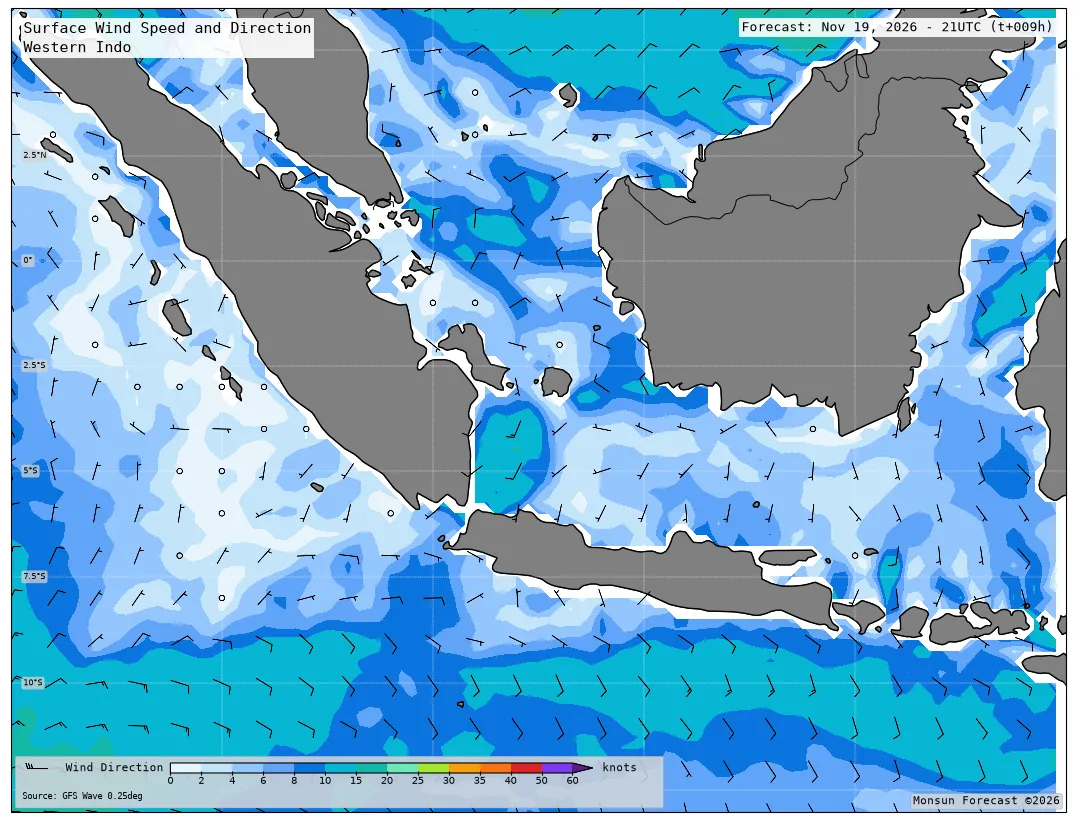 Surface Wind Speed and Direction
Western Indo
Forecast: Nov 19, 2026 - 21UTC (t+009h)
2.5°N
0°
2.5°S
5°S
7.5°S
10°S
Wind Direction
0 2 4 6 8 10 15 20 25 30 35 40 45 50 60
knots
Source: GFS Wave 0.25deg
Monsun Forecast ©2026